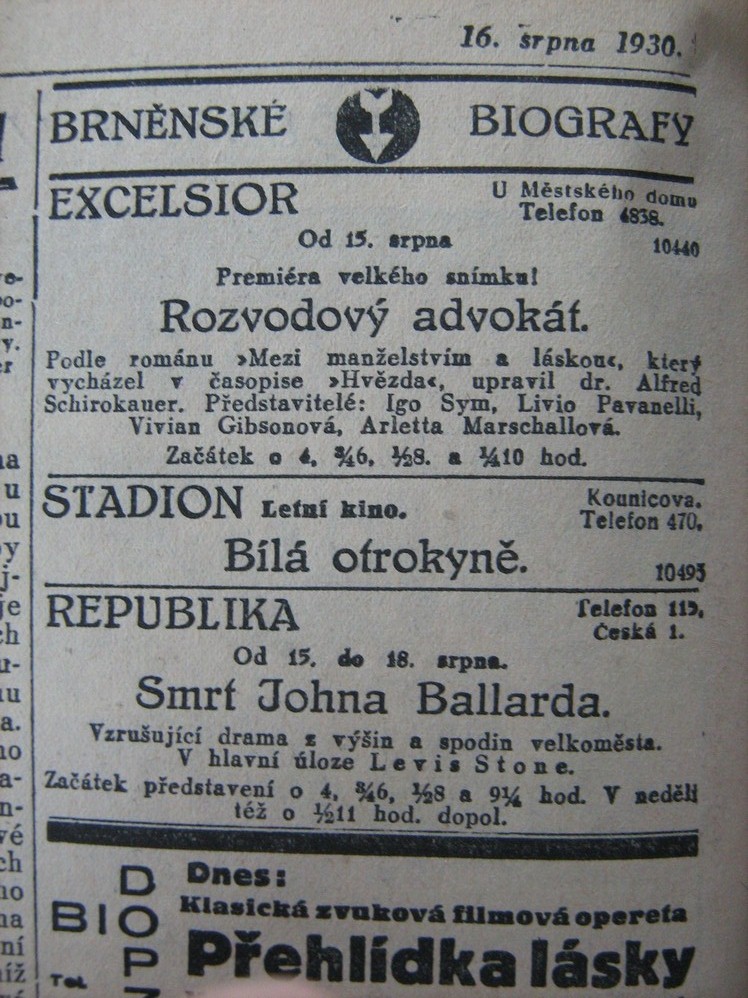 16. srpna 1930.
BRNĚNSKÉ BIOGRAFY
EXCELSIOR
U Městského domu
Telefon 4838.
Od 15. srpna
10440
Premiéra velkého snímku!
Rozvodový advokát.
Podle románu »Mezi manželstvím a láskou«, který
vycházel v časopise »Hvězda«, upravil dr. Alfred
Schirokauer. Představitelé: Igo Sym, Livio Pavanelli,
Vivian Gibsonová, Arletta Marschallová.
Začátek o 4, ¾6, ½8. a ¼10 hod.
STADION Letní kino.
Kounicova.
Telefon 470,
Bílá otrokyně.
10495
REPUBLIKA
Telefon 115,
Česká 1.
Od 15. do 18. srpna.
Smrt Johna Ballarda.
Vzrušující drama z výšin a spodin velkoměsta.
V hlavní úloze Levis Stone.
Začátek představení o 4, ¾6, ½8 a 9¼ hod. V neděli
též o ½11 hod. dopol.
Dnes:
Klasická zvuková filmová opereta
Přehlídka lásky
BIO
D
P
Tel.